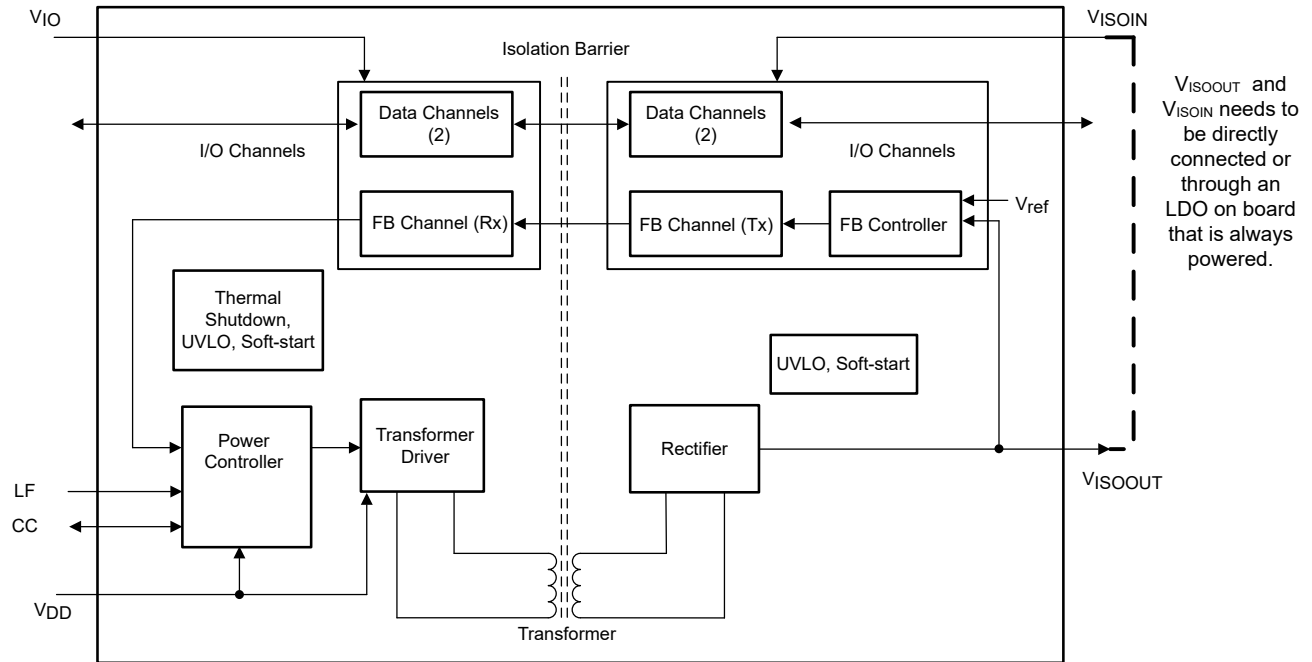 VIO
VISOIN
Isolation Barrier
Data Channels
(2)
Data Channels
(2)
I/O Channels
I/O Channels
FB Channel (Rx)
FB Channel (Tx)
FB Controller
Vref
VISOOUT and
VISOIN needs to
be directly
connected or
through an
LDO on board
that is always
powered.
Thermal
Shutdown,
UVLO, Soft-start
UVLO, Soft-start
Power
Controller
Transformer
Driver
Rectifier
VISOOUT
LF
CC
VDD
Transformer